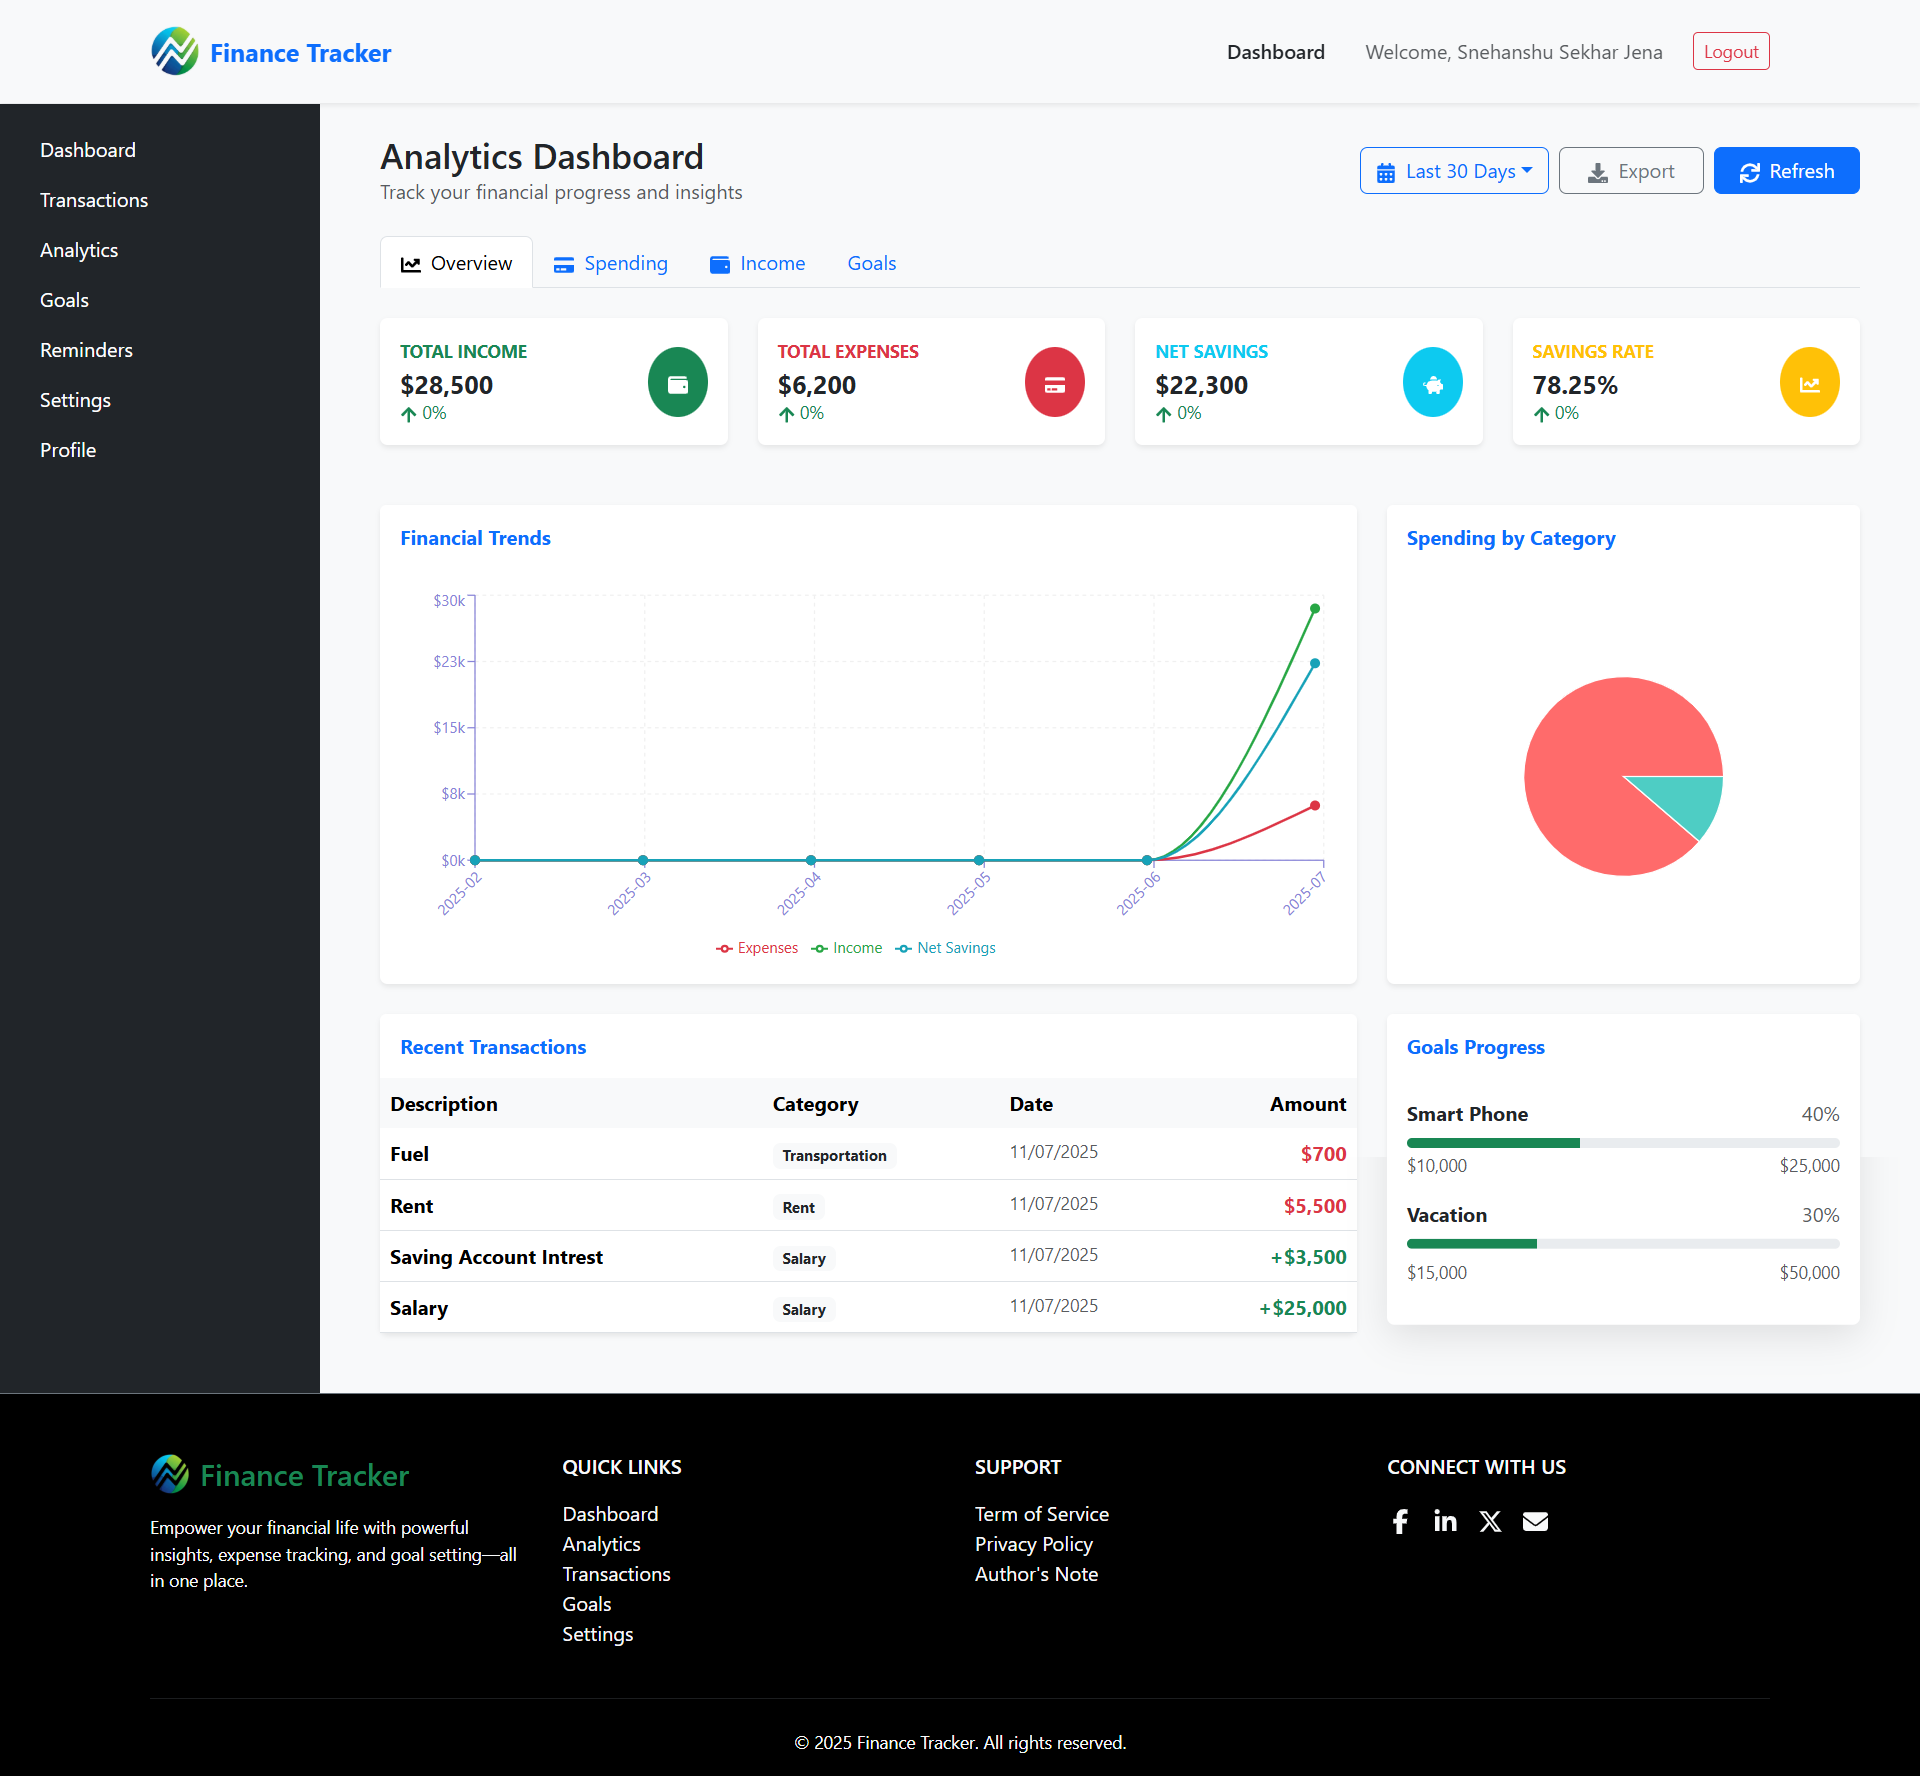 Finance Tracker
Dashboard
Welcome, Snehanshu Sekhar Jena
Logout
Dashboard
Transactions
Analytics
Goals
Reminders
Settings
Profile
Analytics Dashboard
Track your financial progress and insights
Last 30 Days
Export
Refresh
Overview
Spending
Income
Goals
TOTAL INCOME
$28,500
0%
TOTAL EXPENSES
$6,200
0%
NET SAVINGS
$22,300
0%
SAVINGS RATE
78.25%
0%
Financial Trends
$30k
$23k
$15k
$8k
$0k
2025-02
2025-03
2025-04
2025-05
2025-06
2025-07
Expenses
Income
Net Savings
Spending by Category
Recent Transactions
Description Category Date Amount
Fuel Transportation 11/07/2025 $700
Rent Rent 11/07/2025 $5,500
Saving Account Intrest Salary 11/07/2025 +$3,500
Salary Salary 11/07/2025 +$25,000
Goals Progress
Smart Phone 40%
$10,000 $25,000
Vacation 30%
$15,000 $50,000
Finance Tracker
Empower your financial life with powerful
insights, expense tracking, and goal setting—all
in one place.
QUICK LINKS
Dashboard
Analytics
Transactions
Goals
Settings
SUPPORT
Term of Service
Privacy Policy
Author's Note
CONNECT WITH US
© 2025 Finance Tracker. All rights reserved.